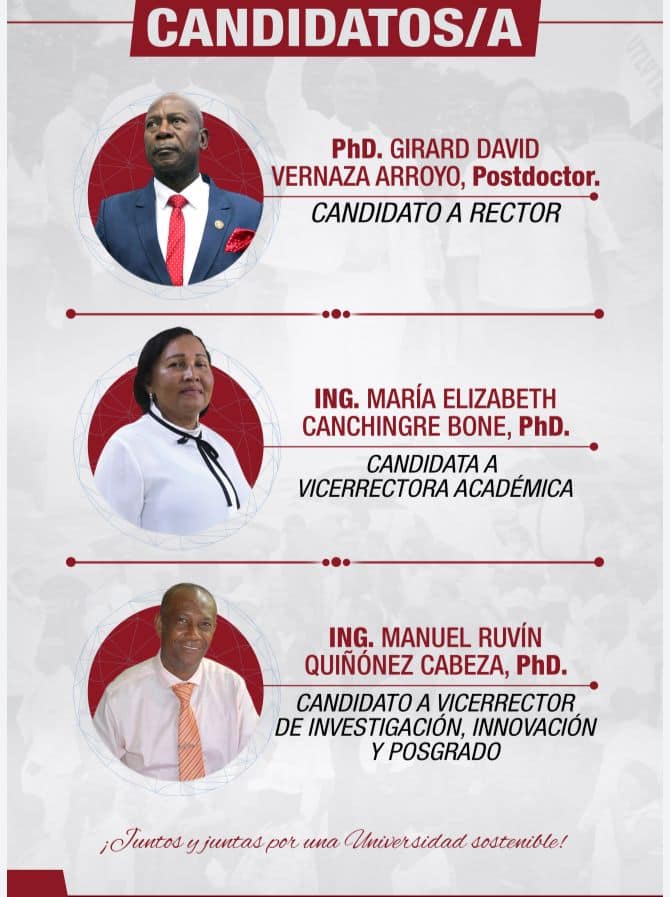 CANDIDATOS/A
PhD. GIRARD DAVID
VERNAZA ARROYO, Postdoctor.
CANDIDATO A RECTOR
ING. MARÍA ELIZABETH
CANCHINGRE BONE, PhD.
CANDIDATA A
VICERRECTORA ACADÉMICA
ING. MANUEL RUVÍN
QUIÑÓNEZ CABEZA, PhD.
CANDIDATO A VICERRECTOR
DE INVESTIGACIÓN, INNOVACIÓN
Y POSGRADO
¡Juntos y juntas por una Universidad sostenible!